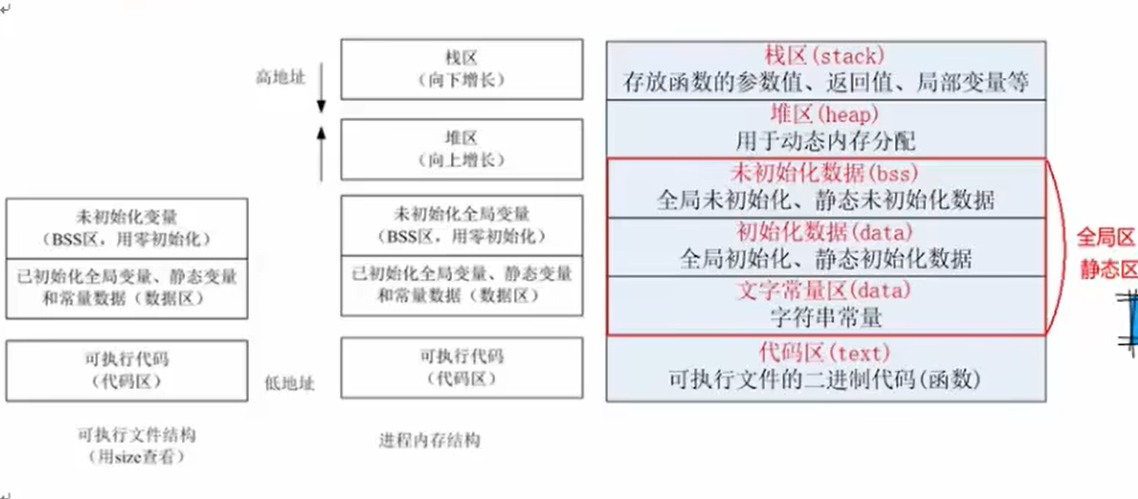 未初始化变量
（BSS区，用零初始化）
已初始化全局变量、静态变量
和常量数据（数据区）
可执行代码
（代码区）
可执行文件结构
（用size查看）
高地址
低地址
栈区
（向下增长）
堆区
（向上增长）
未初始化全局变量
（BSS区，用零初始化）
已初始化全局变量、静态变量
和常量数据（数据区）
可执行代码
（代码区）
进程内存结构
栈区(stack)
存放函数的参数值、返回值、局部变量等
堆区(heap)
用于动态内存分配
未初始化数据(bss)
全局未初始化、静态未初始化数据
初始化数据(data)
全局初始化、静态初始化数据
文字常量区(data)
字符串常量
代码区(text)
可执行文件的二进制代码(函数)
全局区
静态区